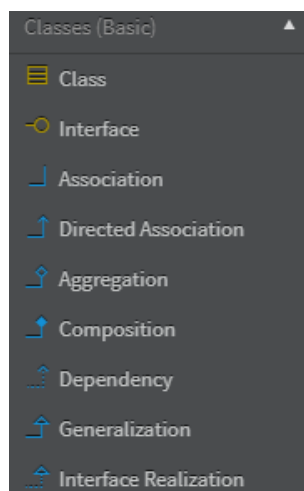 Classes (Basic)
Class
Interface
Association
Directed Association
Aggregation
Composition
Dependency
Generalization
Interface Realization